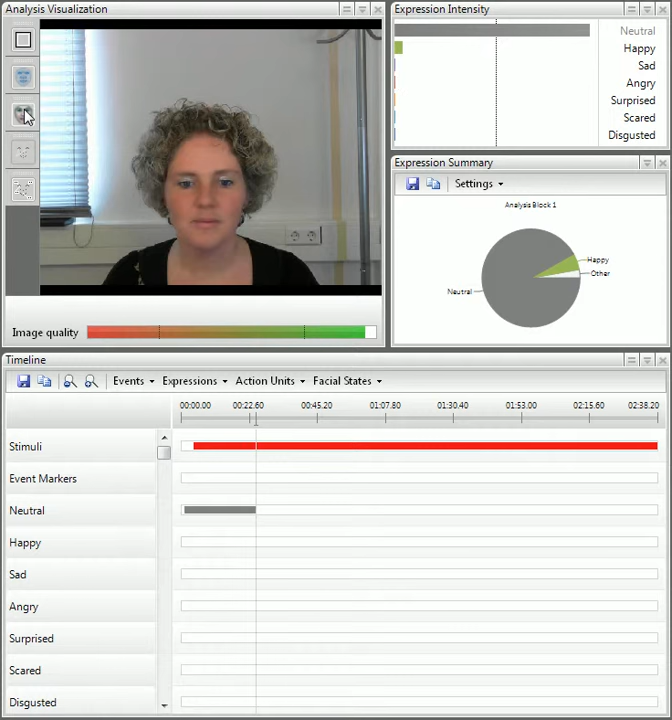 Analysis Visualization
Image quality
Expression Intensity
Neutral
Happy
Sad
Angry
Surprised
Scared
Disgusted
Expression Summary
Settings
Analysis Block 1
Happy
Other
Neutral
Timeline
Events Expressions Action Units Facial States
00:00.00 00:22.60 00:45.20 01:07.80 01:30.40 01:53.00 02:15.60 02:38.20
Stimuli
Event Markers
Neutral
Happy
Sad
Angry
Surprised
Scared
Disgusted